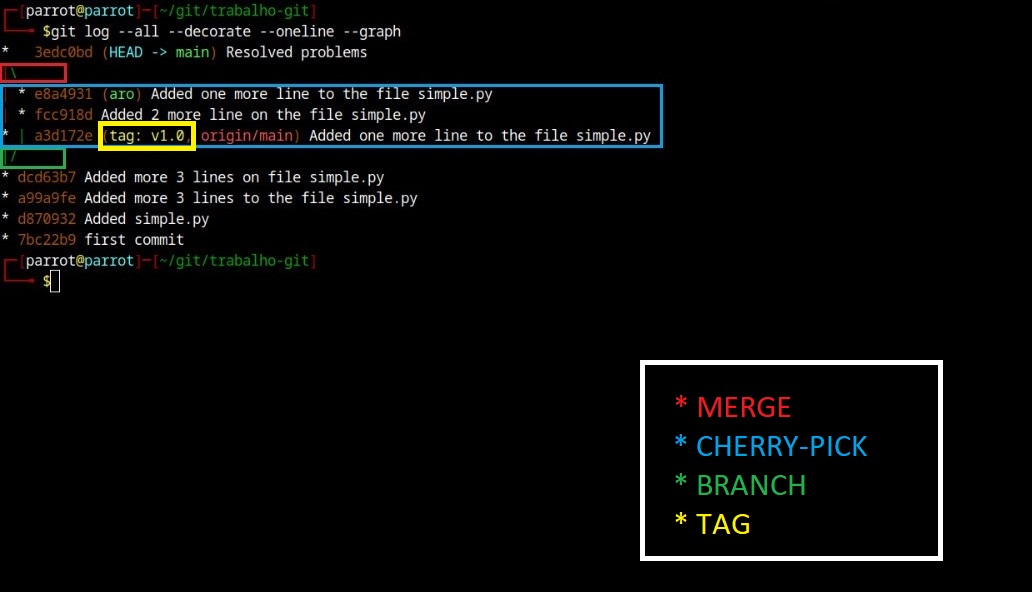 ┌─[parrot@parrot]─[~/git/trabalho-git]
└──╼ $git log --all --decorate --oneline --graph
*   3edc0bd (HEAD -> main) Resolved problems
|\
| * e8a4931 (aro) Added one more line to the file simple.py
| * fcc918d Added 2 more line on the file simple.py
* | a3d172e (tag: v1.0, origin/main) Added one more line to the file simple.py
|/
* dcd63b7 Added more 3 lines on file simple.py
* a99a9fe Added more 3 lines to the file simple.py
* d870932 Added simple.py
* 7bc22b9 first commit
┌─[parrot@parrot]─[~/git/trabalho-git]
└──╼ $
* MERGE
* CHERRY-PICK
* BRANCH
* TAG